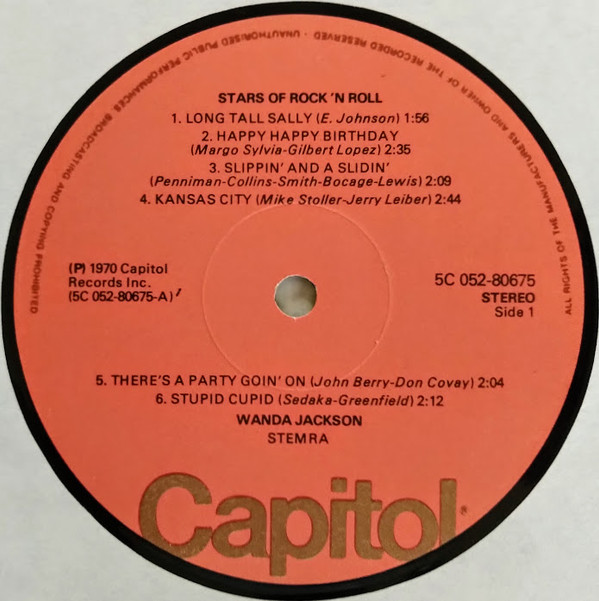 ALL RIGHTS OF THE MANUFACTURERS AND OWNER OF THE RECORDED RESERVED · UNAUTHORISED PUBLIC PERFORMANCES BROADCASTING AND COPYING PROHIBITED
STARS OF ROCK 'N ROLL
1. LONG TALL SALLY (E. Johnson) 1:56
2. HAPPY HAPPY BIRTHDAY
(Margo Sylvia-Gilbert Lopez) 2:35
3. SLIPPIN' AND A SLIDIN'
(Penniman-Collins-Smith-Bocage-Lewis) 2:09
4. KANSAS CITY (Mike Stoller-Jerry Leiber) 2:44
(P) 1970 Capitol
Records Inc.
(5C 052-80675-A)
5C 052-80675
STEREO
Side 1
5. THERE'S A PARTY GOIN' ON (John Berry-Don Covay) 2:04
6. STUPID CUPID (Sedaka-Greenfield) 2:12
WANDA JACKSON
STEMRA
Capitol